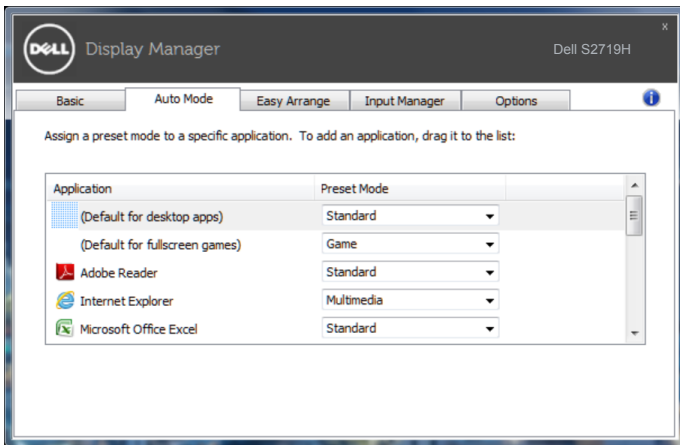 x
DELL Display Manager Dell S2719H
Basic Auto Mode Easy Arrange Input Manager Options i
Assign a preset mode to a specific application. To add an application, drag it to the list:
Application Preset Mode
(Default for desktop apps) Standard
(Default for fullscreen games) Game
Adobe Reader Standard
Internet Explorer Multimedia
Microsoft Office Excel Standard